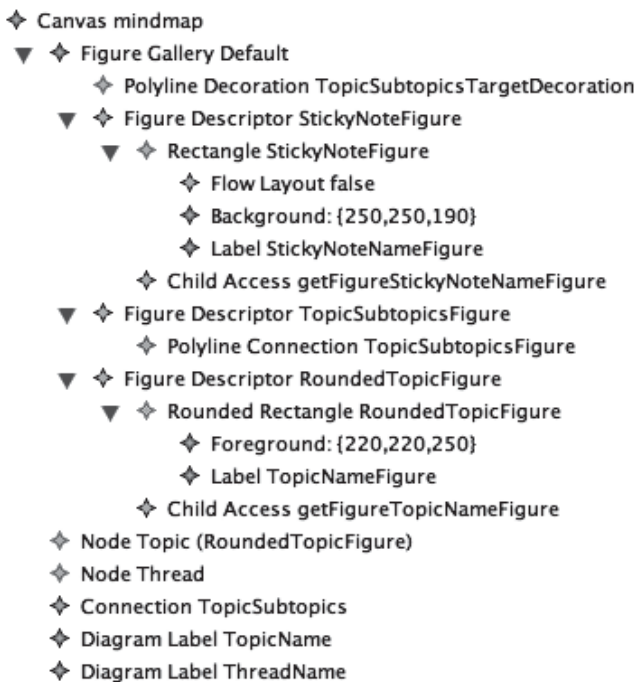 Canvas mindmap
Figure Gallery Default
Polyline Decoration TopicSubtopicsTargetDecoration
Figure Descriptor StickyNoteFigure
Rectangle StickyNoteFigure
Flow Layout false
Background: {250,250,190}
Label StickyNoteNameFigure
Child Access getFigureStickyNoteNameFigure
Figure Descriptor TopicSubtopicsFigure
Polyline Connection TopicSubtopicsFigure
Figure Descriptor RoundedTopicFigure
Rounded Rectangle RoundedTopicFigure
Foreground: {220,220,250}
Label TopicNameFigure
Child Access getFigureTopicNameFigure
Node Topic (RoundedTopicFigure)
Node Thread
Connection TopicSubtopics
Diagram Label TopicName
Diagram Label ThreadName